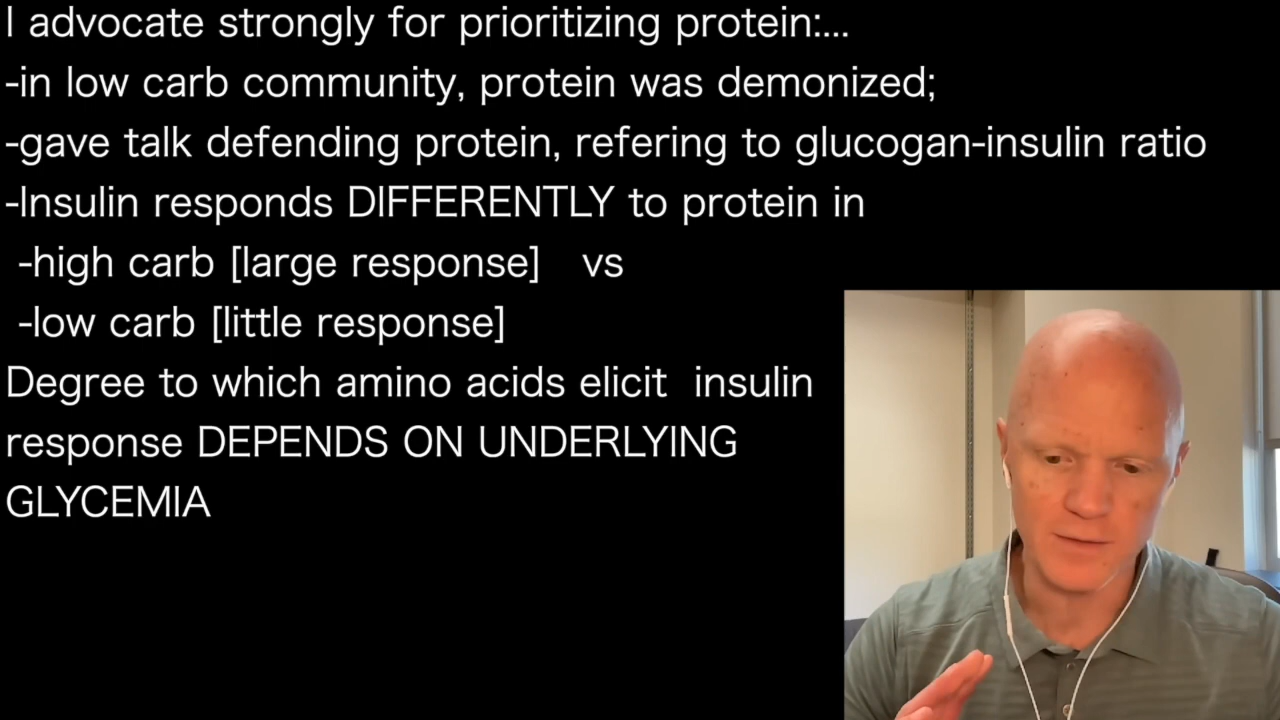 I advocate strongly for prioritizing protein:...
-in low carb community, protein was demonized;
-gave talk defending protein, refering to glucogan-insulin ratio
-Insulin responds DIFFERENTLY to protein in
-high carb [large response] vs
-low carb [little response]
Degree to which amino acids elicit insulin
response DEPENDS ON UNDERLYING
GLYCEMIA